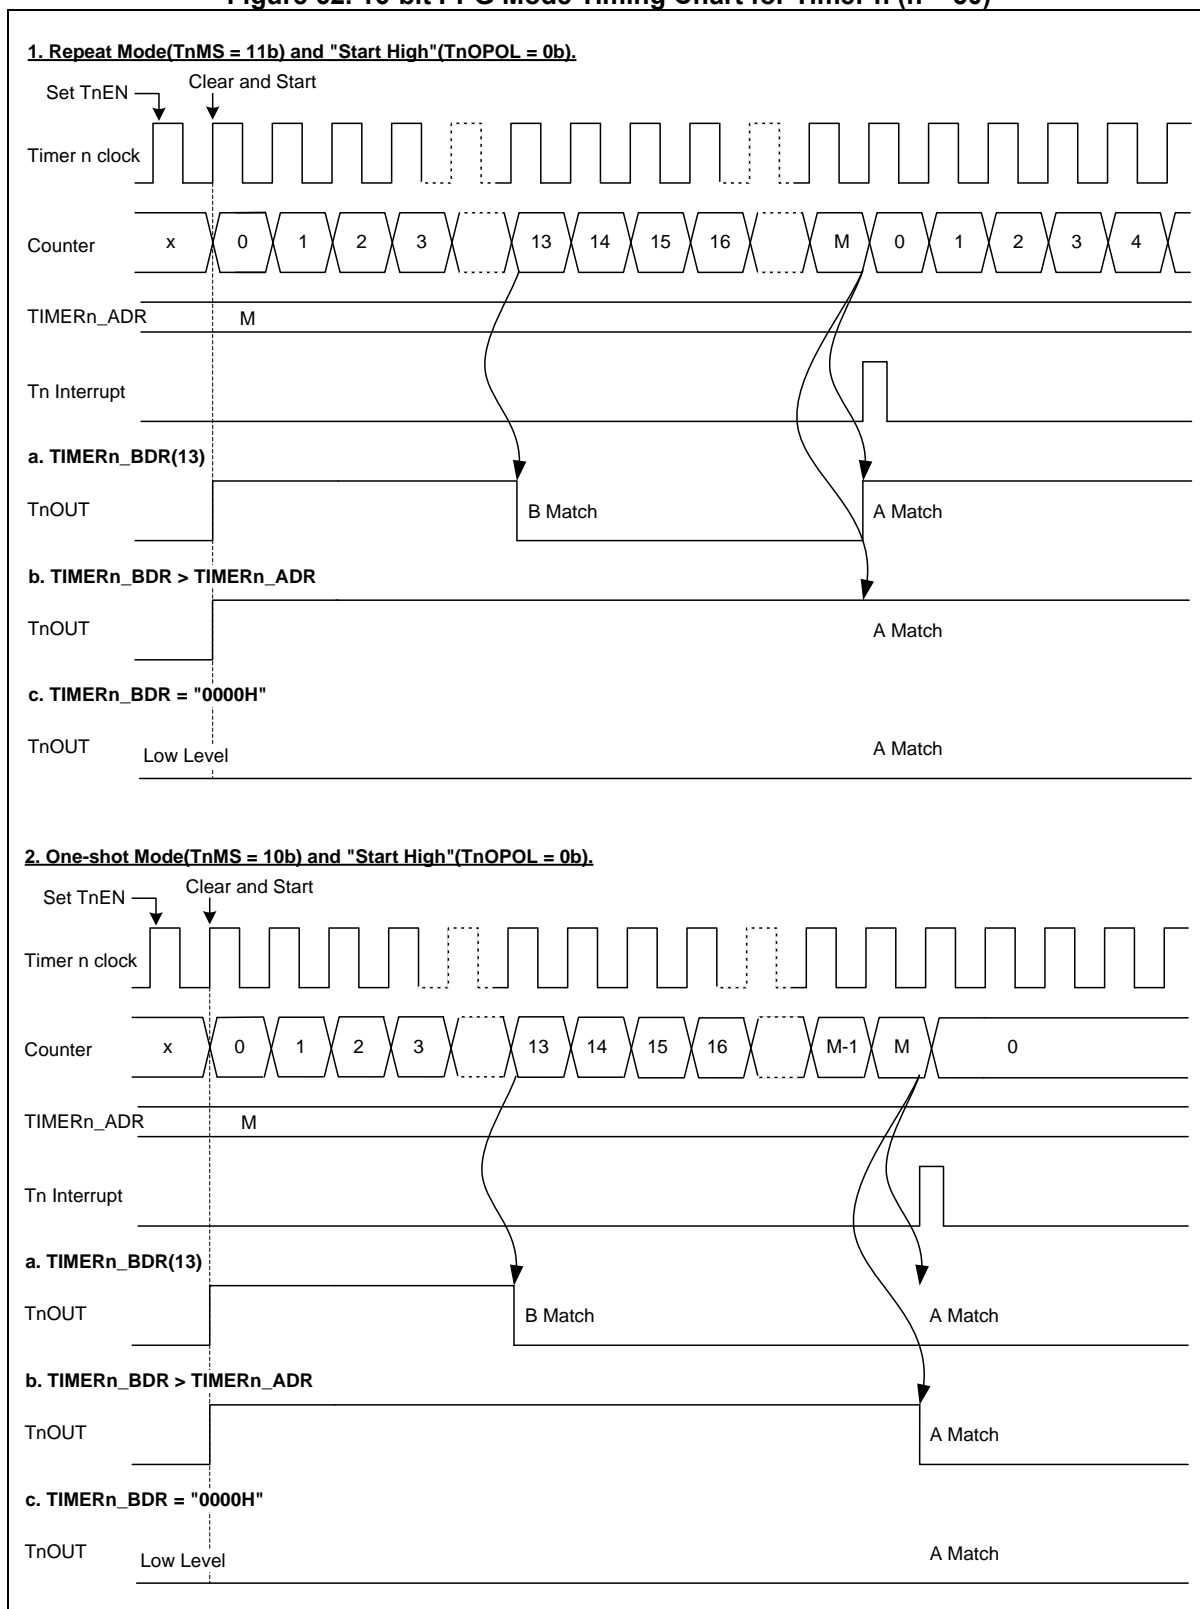 1. Repeat Mode(TnMS = 11b) and "Start High"(TnOPOL = 0b).
Set TnEN
Clear and Start
Timer n clock
Counter x 0 1 2 3 13 14 15 16 M 0 1 2 3 4
TIMERn_ADR M
Tn Interrupt
a. TIMERn_BDR(13)
TnOUT B Match A Match
b. TIMERn_BDR > TIMERn_ADR
TnOUT A Match
c. TIMERn_BDR = "0000H"
TnOUT Low Level A Match
2. One-shot Mode(TnMS = 10b) and "Start High"(TnOPOL = 0b).
Set TnEN
Clear and Start
Timer n clock
Counter x 0 1 2 3 13 14 15 16 M-1 M 0
TIMERn_ADR M
Tn Interrupt
a. TIMERn_BDR(13)
TnOUT B Match A Match
b. TIMERn_BDR > TIMERn_ADR
TnOUT A Match
c. TIMERn_BDR = "0000H"
TnOUT Low Level A Match